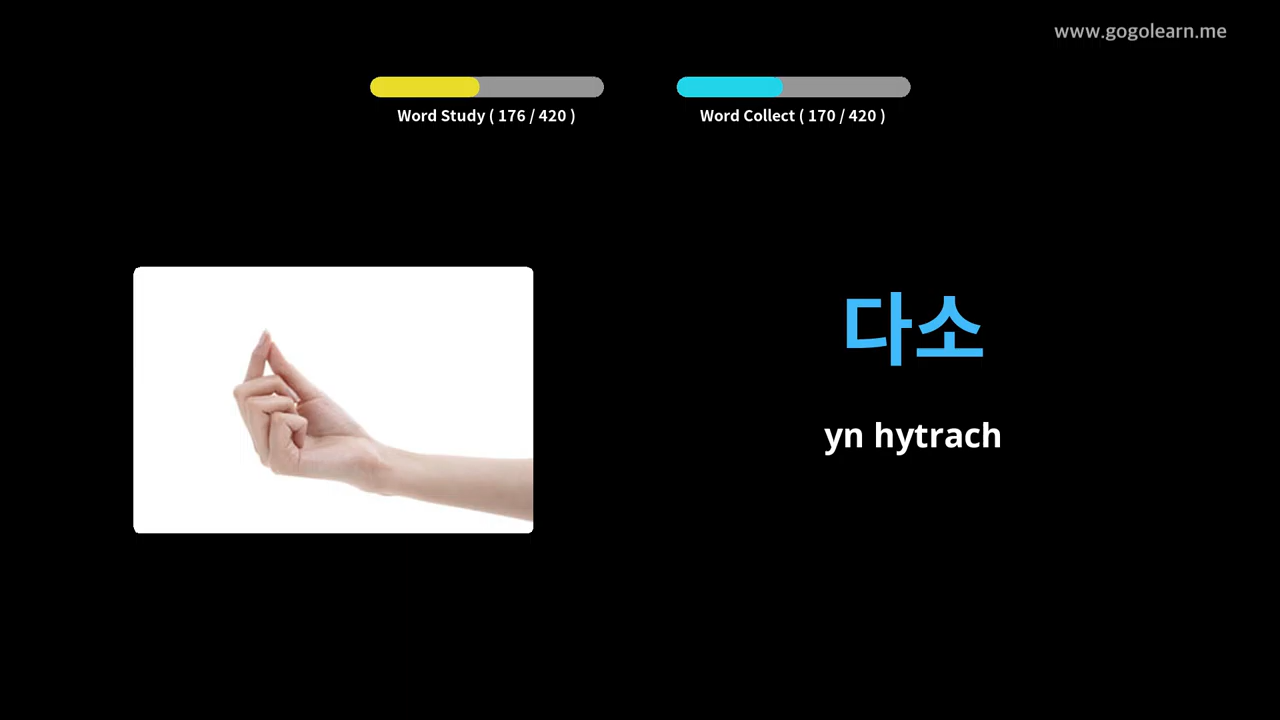 www.gogolearn.me
Word Study ( 176 / 420 )
Word Collect ( 170 / 420 )
다소
yn hytrach